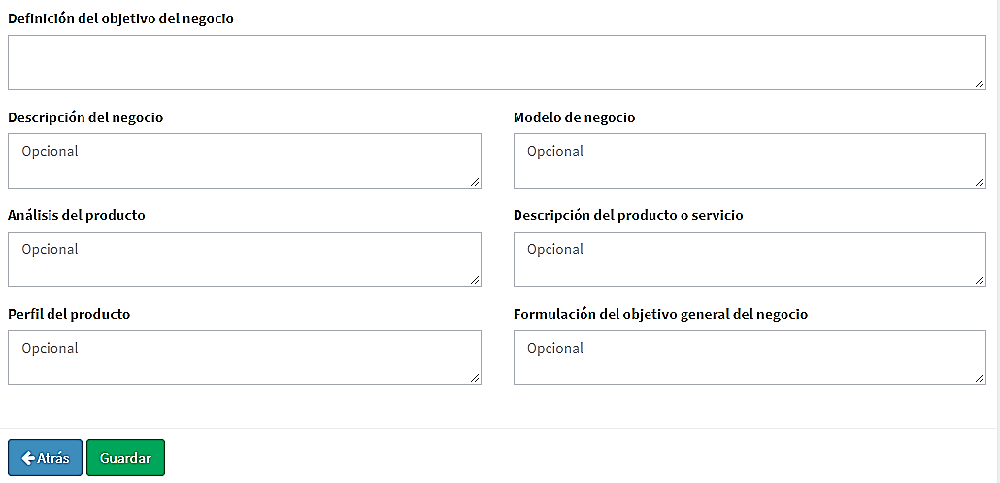 Definición del objetivo del negocio
Descripción del negocio
Modelo de negocio
Opcional
Opcional
Análisis del producto
Descripción del producto o servicio
Opcional
Opcional
Perfil del producto
Formulación del objetivo general del negocio
Opcional
Opcional
Atrás
Guardar